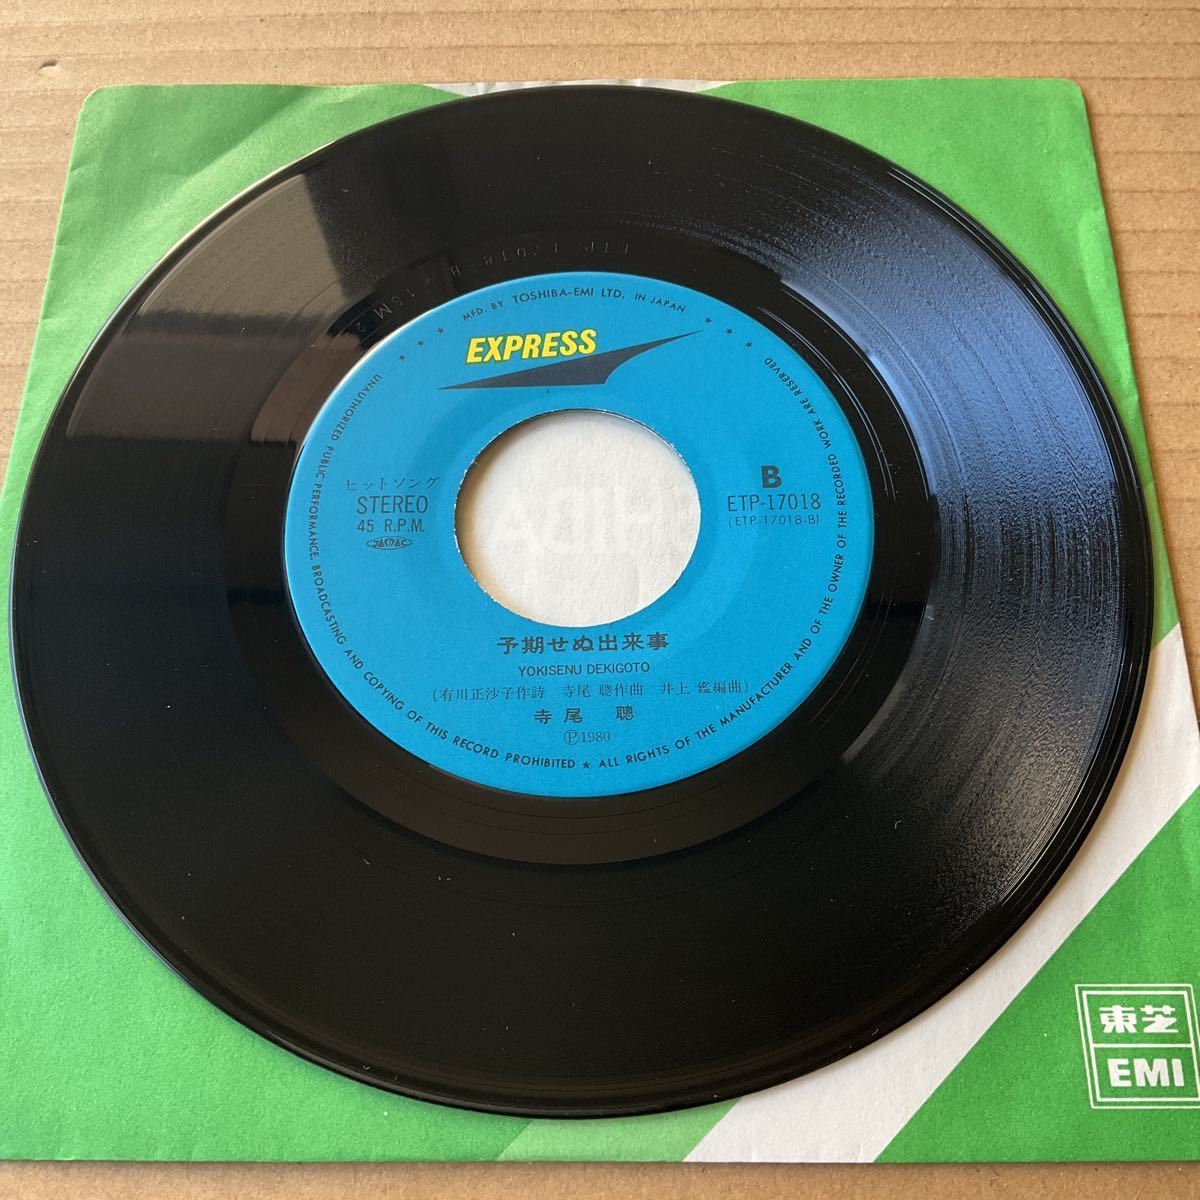 MFD. BY TOSHIBA-EMI LTD. IN JAPAN
EXPRESS
ヒットソング
STEREO
45 R.P.M.
JASRAC
B
ETP-17018
(ETP-17018-B)
予期せぬ出来事
YOKISENU DEKIGOTO
(有川正沙子作詩 寺尾 聰作曲 井上 鑑編曲)
寺尾 聰
Ⓟ1980
UNAUTHORIZED PUBLIC PERFORMANCE, BROADCASTING AND COPYING OF THIS RECORD PROHIBITED ★ ALL RIGHTS OF THE MANUFACTURER AND OF THE OWNER OF THE RECORDED WORK ARE RESERVED
ETP-17018-B
東芝
EMI